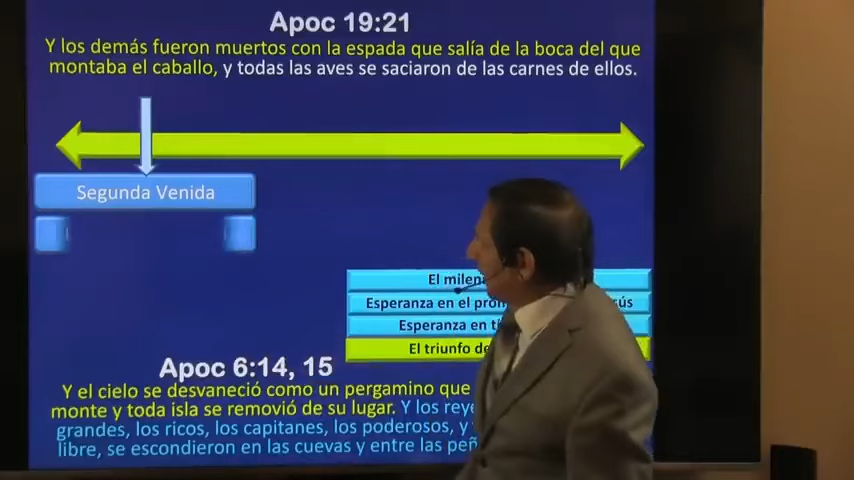 Apoc 19:21
Y los demás fueron muertos con la espada que salía de la boca del que
montaba el caballo, y todas las aves se saciaron de las carnes de ellos.
Segunda Venida
El milen
Esperanza en el pro sús
Esperanza en ti
El triunfo de
Apoc 6:14, 15
Y el cielo se desvaneció como un pergamino que
monte y toda isla se removió de su lugar. Y los reye
grandes, los ricos, los capitanes, los poderosos, y
libre, se escondieron en las cuevas y entre las peñ